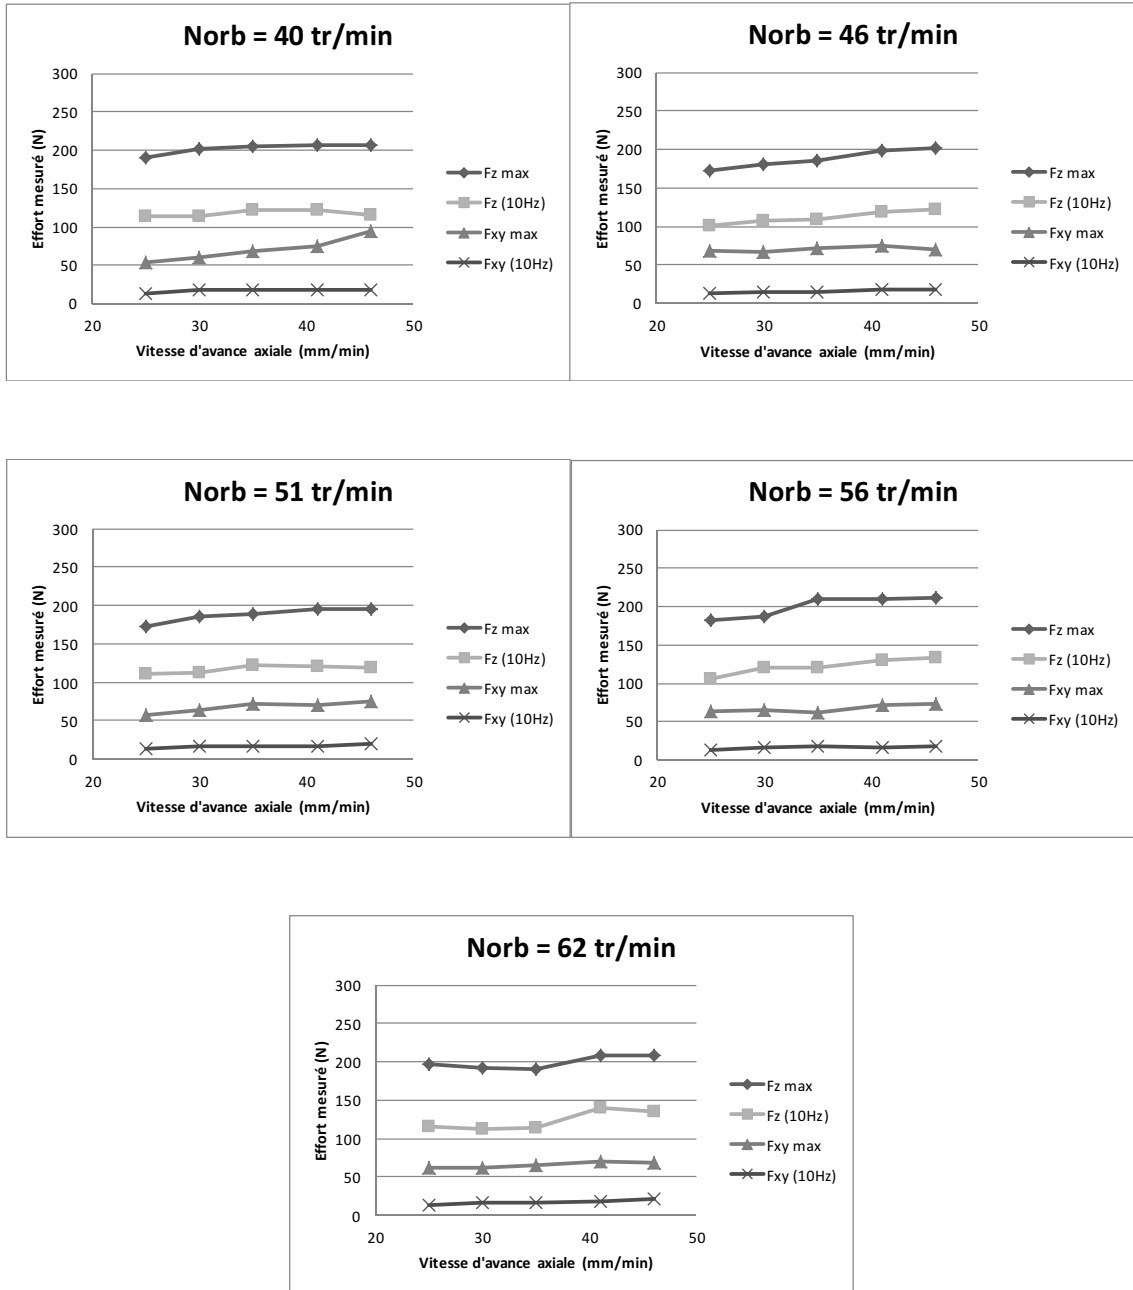 Norb = 40 tr/min
300
250
200
150
100
50
0
20 30 40 50
Effort mesuré (N)
Vitesse d'avance axiale (mm/min)
Fz max
Fz (10Hz)
Fxy max
Fxy (10Hz)
Norb = 46 tr/min
300
250
200
150
100
50
0
20 30 40 50
Effort mesuré (N)
Vitesse d'avance axiale (mm/min)
Fz max
Fz (10Hz)
Fxy max
Fxy (10Hz)
Norb = 51 tr/min
300
250
200
150
100
50
0
20 30 40 50
Effort mesuré (N)
Vitesse d'avance axiale (mm/min)
Fz max
Fz (10Hz)
Fxy max
Fxy (10Hz)
Norb = 56 tr/min
300
250
200
150
100
50
0
20 30 40 50
Effort mesuré (N)
Vitesse d'avance axiale (mm/min)
Fz max
Fz (10Hz)
Fxy max
Fxy (10Hz)
Norb = 62 tr/min
300
250
200
150
100
50
0
20 30 40 50
Effort mesuré (N)
Vitesse d'avance axiale (mm/min)
Fz max
Fz (10Hz)
Fxy max
Fxy (10Hz)